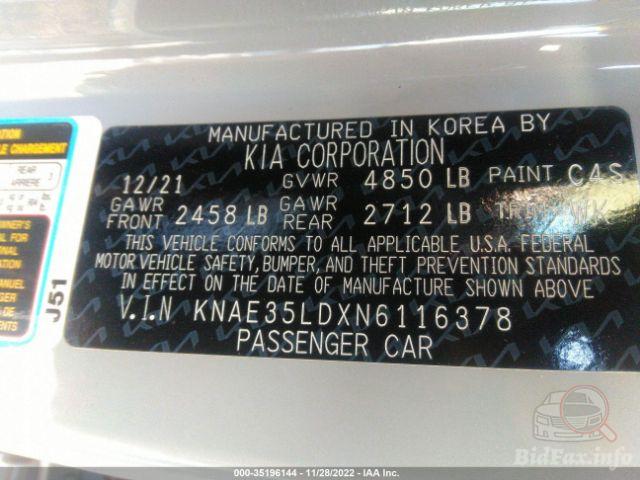 MANUFACTURED IN KOREA BY
KIA CORPORATION
12/21 GVWR 4850 LB PAINT C4S
GAWR FRONT 2458 LB GAWR REAR 2712 LB
THIS VEHICLE CONFORMS TO ALL APPLICABLE U.S.A. FEDERAL
MOTOR VEHICLE SAFETY, BUMPER, AND THEFT PREVENTION STANDARDS
IN EFFECT ON THE DATE OF MANUFACTURE SHOWN ABOVE
V.I.N KNAE35LDXN6116378
PASSENGER CAR
CHARGEMENT
REAR
ARRIERE
J51
000-35196144 - 11/28/2022 - IAA Inc.
BidFax.info